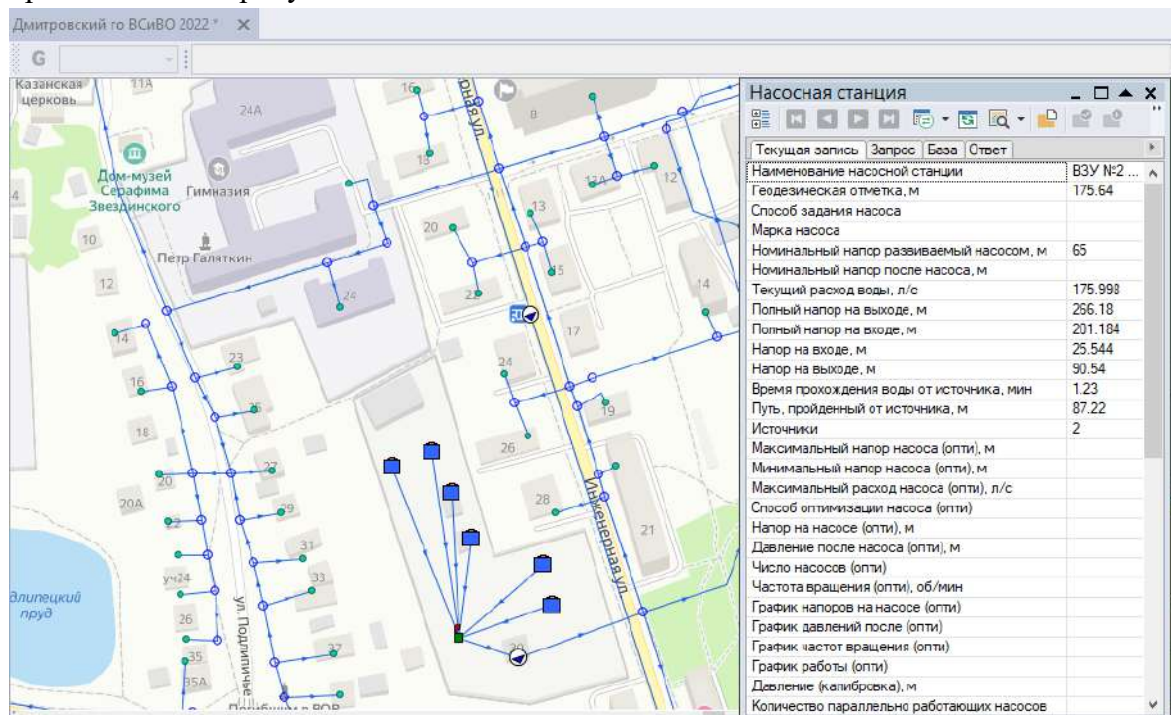 Дмитровский го ВСиВО 2022 *
G
Казанская
церковь
11А
24А
Дом-музей
Серафима
Звездинского
Гимназия
Петр Галяткин
4
10
12
14
16
18
20
20А
22
уч24
26
35
35А
23
25
27
29
31
33
37
24
16
18
8
13А
12
13
15
20
22
14
17
24
19
26
28
21
30
Инженерная ул.
рная ул.
ул. Подлипичье
длипецкий
пруд
Погибшим в ВОВ
Насосная станция
Текущая запись Запрос База Ответ
Наименование насосной станции ВЗУ №2 ...
Геодезическая отметка, м 175.64
Способ задания насоса
Марка насоса
Номинальный напор развиваемый насосом, м 65
Номинальный напор после насоса, м
Текущий расход воды, л/с 175.998
Полный напор на выходе, м 266.18
Полный напор на входе, м 201.184
Напор на входе, м 25.544
Напор на выходе, м 90.54
Время прохождения воды от источника, мин 1.23
Путь, пройденный от источника, м 87.22
Источники 2
Максимальный напор насоса (опти), м
Минимальный напор насоса (опти), м
Максимальный расход насоса (опти), л/с
Способ оптимизации насоса (опти)
Напор на насосе (опти), м
Давление после насоса (опти), м
Число насосов (опти)
Частота вращения (опти), об/мин
График напоров на насосе (опти)
График давлений после (опти)
График частот вращения (опти)
График работы (опти)
Давление (калибровка), м
Количество параллельно работающих насосов